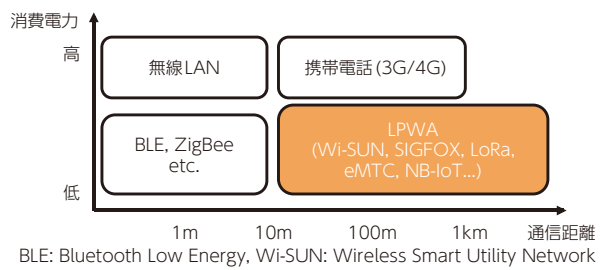 消費電力
高
無線LAN
携帯電話(3G/4G)
BLE, ZigBee
etc.
LPWA
(Wi-SUN, SIGFOX, LoRa,
eMTC, NB-IoT...)
低
1m 10m 100m 1km 通信距離
BLE: Bluetooth Low Energy, Wi-SUN: Wireless Smart Utility Network